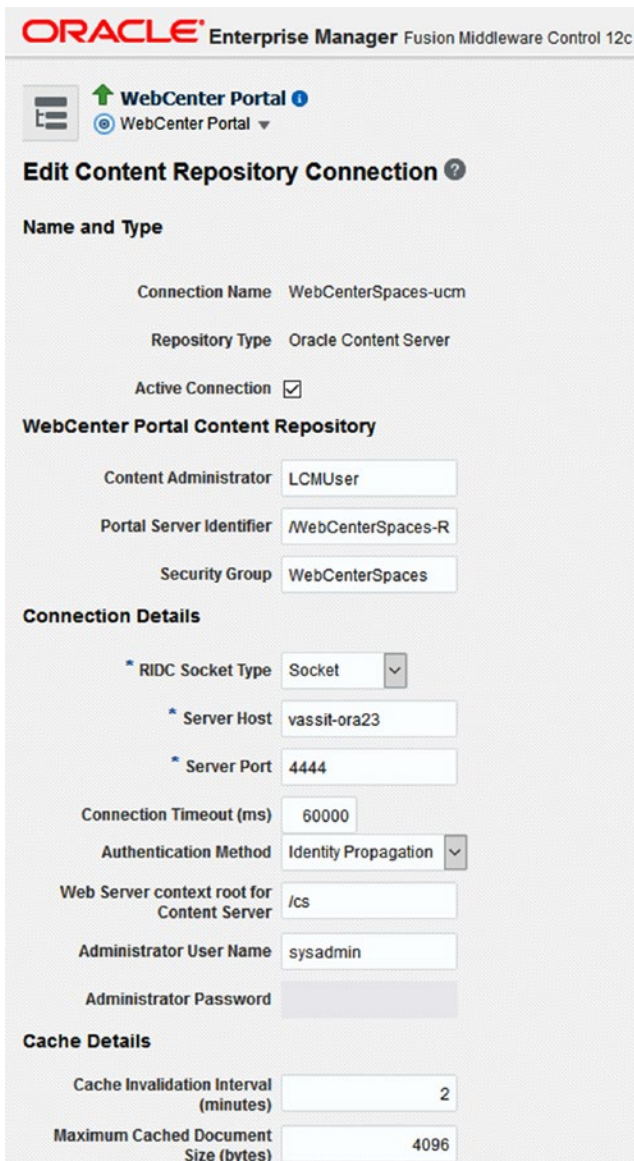 ORACLE Enterprise Manager Fusion Middleware Control 12c
WebCenter Portal
WebCenter Portal
Edit Content Repository Connection
Name and Type
Connection Name WebCenterSpaces-ucm
Repository Type Oracle Content Server
Active Connection
WebCenter Portal Content Repository
Content Administrator LCMUser
Portal Server Identifier /WebCenterSpaces-R
Security Group WebCenterSpaces
Connection Details
* RIDC Socket Type Socket
* Server Host vassit-ora23
* Server Port 4444
Connection Timeout (ms) 60000
Authentication Method Identity Propagation
Web Server context root for
Content Server /cs
Administrator User Name sysadmin
Administrator Password
Cache Details
Cache Invalidation Interval
(minutes) 2
Maximum Cached Document
Size (bytes) 4096